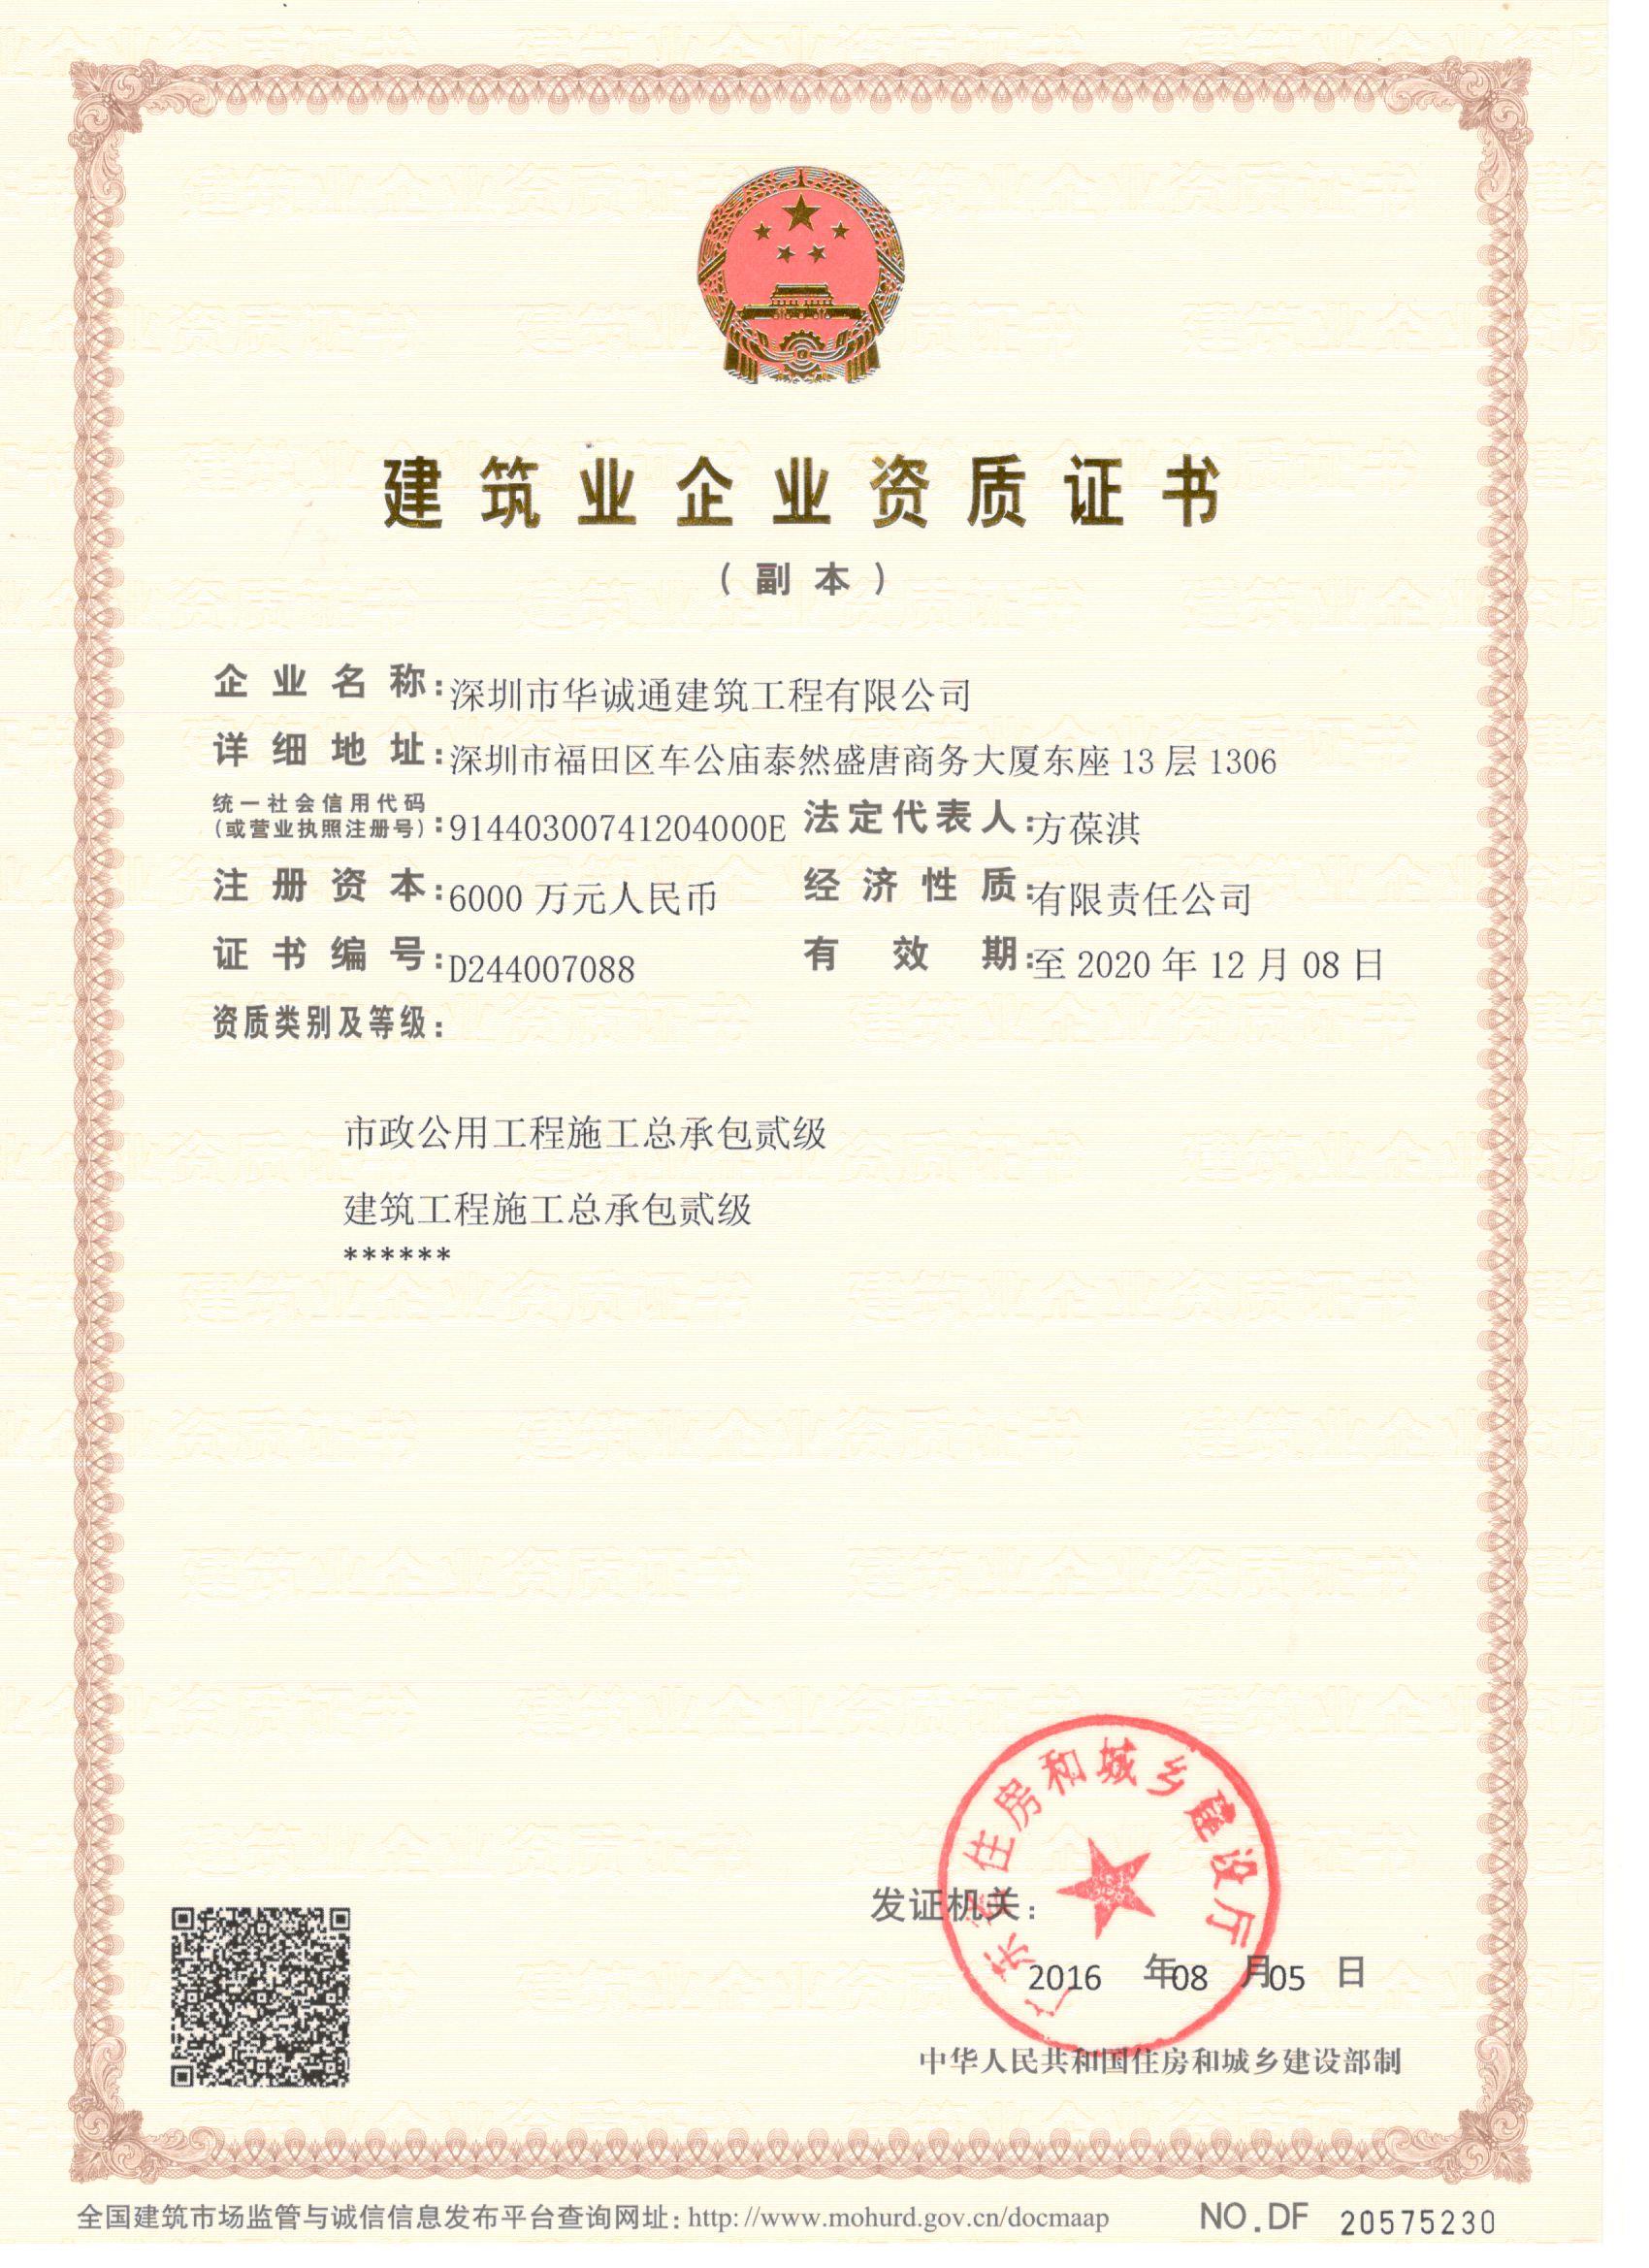 建筑业企业资质证书
（副本）
企业名称：深圳市华诚通建筑工程有限公司
详细地址：深圳市福田区车公庙泰然盛唐商务大厦东座 13 层 1306
统一社会信用代码
（或营业执照注册号）：91440300741204000E 法定代表人：方葆淇
注册资本：6000 万元人民币 经济性质：有限责任公司
证书编号：D244007088 有效期：至 2020 年 12 月 08 日
资质类别及等级：
市政公用工程施工总承包贰级
建筑工程施工总承包贰级
******
广东省住房和城乡建设厅
发证机关：
2016 年 08 月 05 日
中华人民共和国住房和城乡建设部制
全国建筑市场监管与诚信信息发布平台查询网址：http://www.mohurd.gov.cn/docmaap
NO.DF 20575230